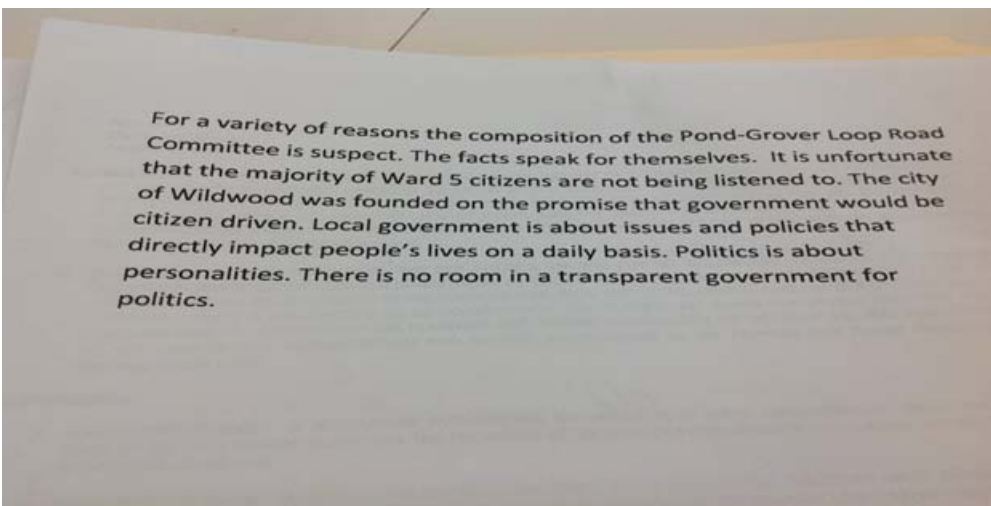 For a variety of reasons the composition of the Pond-Grover Loop Road
Committee is suspect. The facts speak for themselves.  It is unfortunate
that the majority of Ward 5 citizens are not being listened to. The city
of Wildwood was founded on the promise that government would be
citizen driven. Local government is about issues and policies that
directly impact people’s lives on a daily basis. Politics is about
personalities. There is no room in a transparent government for
politics.